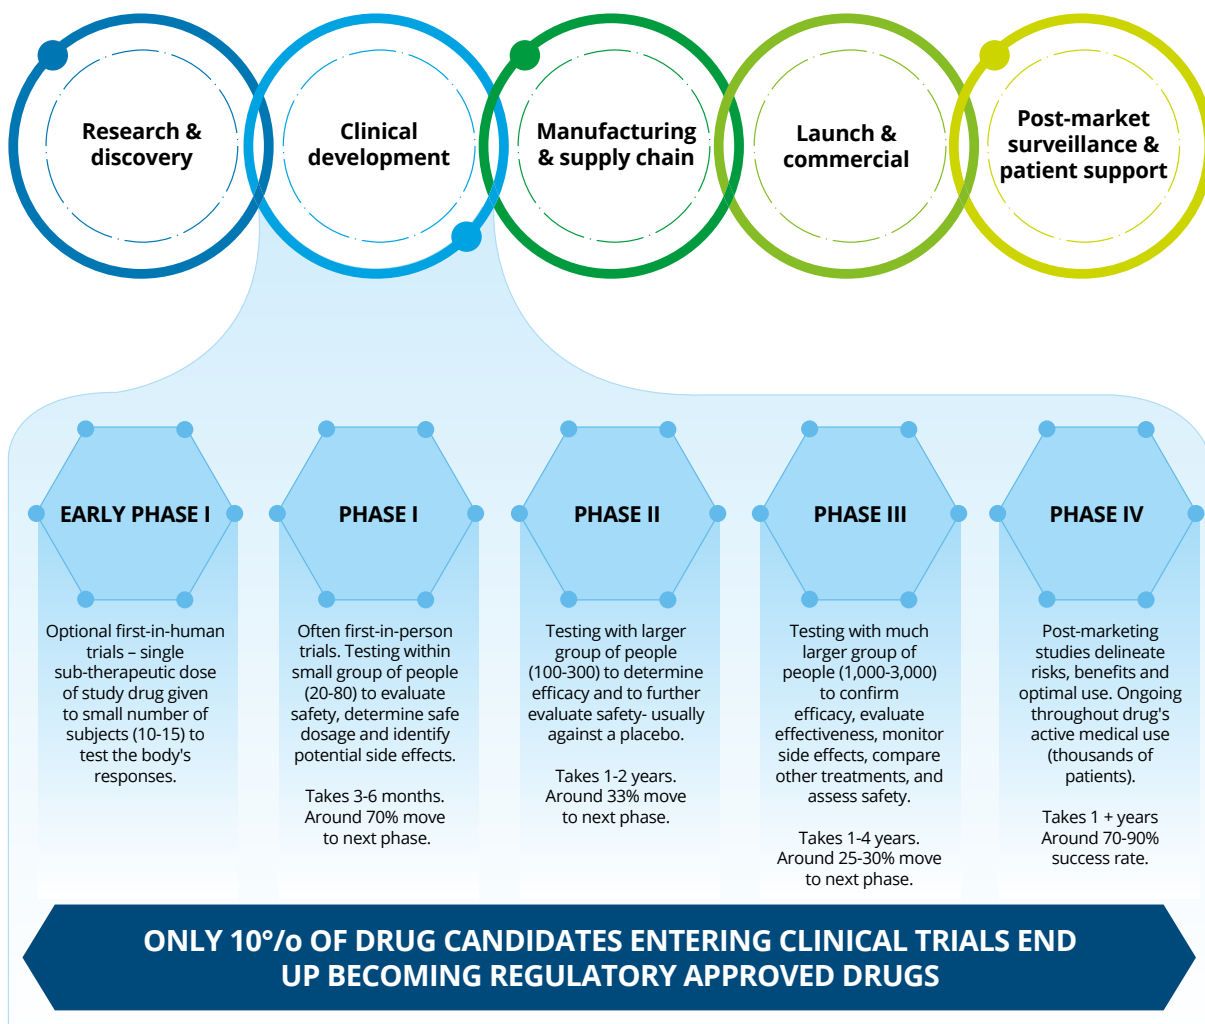 Research &
discovery
Clinical
development
Manufacturing
& supply chain
Launch &
commercial
Post-market
surveillance &
patient support
EARLY PHASE I
Optional first-in-human
trials – single
sub-therapeutic dose
of study drug given
to small number of
subjects (10-15) to
test the body's
responses.
PHASE I
Often first-in-person
trials. Testing within
small group of people
(20-80) to evaluate
safety, determine safe
dosage and identify
potential side effects.
Takes 3-6 months.
Around 70% move
to next phase.
PHASE II
Testing with larger
group of people
(100-300) to determine
efficacy and to further
evaluate safety- usually
against a placebo.
Takes 1-2 years.
Around 33% move
to next phase.
PHASE III
Testing with much
larger group of
people (1,000-3,000)
to confirm
efficacy, evaluate
effectiveness, monitor
side effects, compare
other treatments, and
assess safety.
Takes 1-4 years.
Around 25-30% move
to next phase.
PHASE IV
Post-marketing
studies delineate
risks, benefits and
optimal use. Ongoing
throughout drug's
active medical use
(thousands of
patients).
Takes 1 + years
Around 70-90%
success rate.
ONLY 10°/o OF DRUG CANDIDATES ENTERING CLINICAL TRIALS END
UP BECOMING REGULATORY APPROVED DRUGS